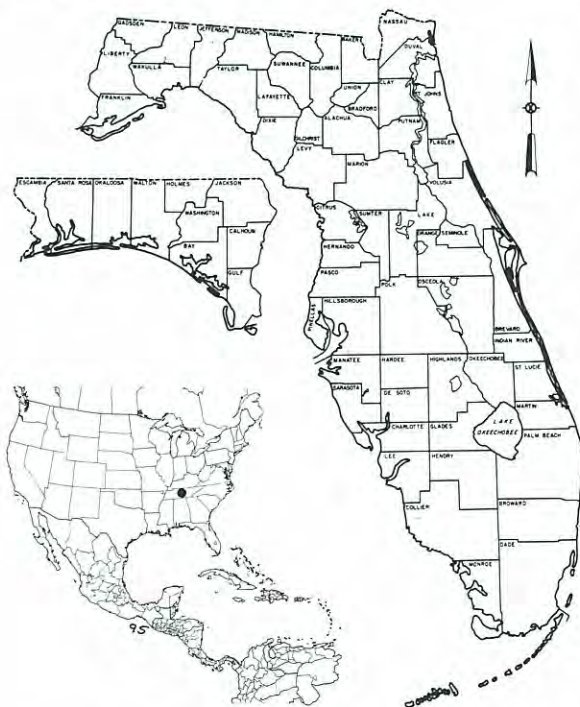 NASSAU
GADSDEN LEON JEFFERSON MADISON HAMILTON BAKER DUVAL
LIBERTY WAKULLA TAYLOR SUWANNEE COLUMBIA UNION CLAY ST JOHNS
FRANKLIN LAFAYETTE BRADFORD
DIXIE GILCHRIST ALACHUA PUTNAM
LEVY FLAGLER
MARION
VOLUSIA
ESCAMBIA SANTA ROSA OKALOOSA WALTON HOLMES JACKSON
WASHINGTON
BAY CALHOUN
GULF
CITRUS SUMTER LAKE
ORANGE SEMINOLE
HERNANDO
PASCO POLK OSCEOLA
PINELLAS HILLSBOROUGH
BREVARD
INDIAN RIVER
MANATEE HARDEE HIGHLANDS OKEECHOBEE
ST LUCIE
SARASOTA DE SOTO
MARTIN
CHARLOTTE GLADES LAKE OKEECHOBEE PALM BEACH
LEE HENDRY
COLLIER BROWARD
DADE
MONROE
95